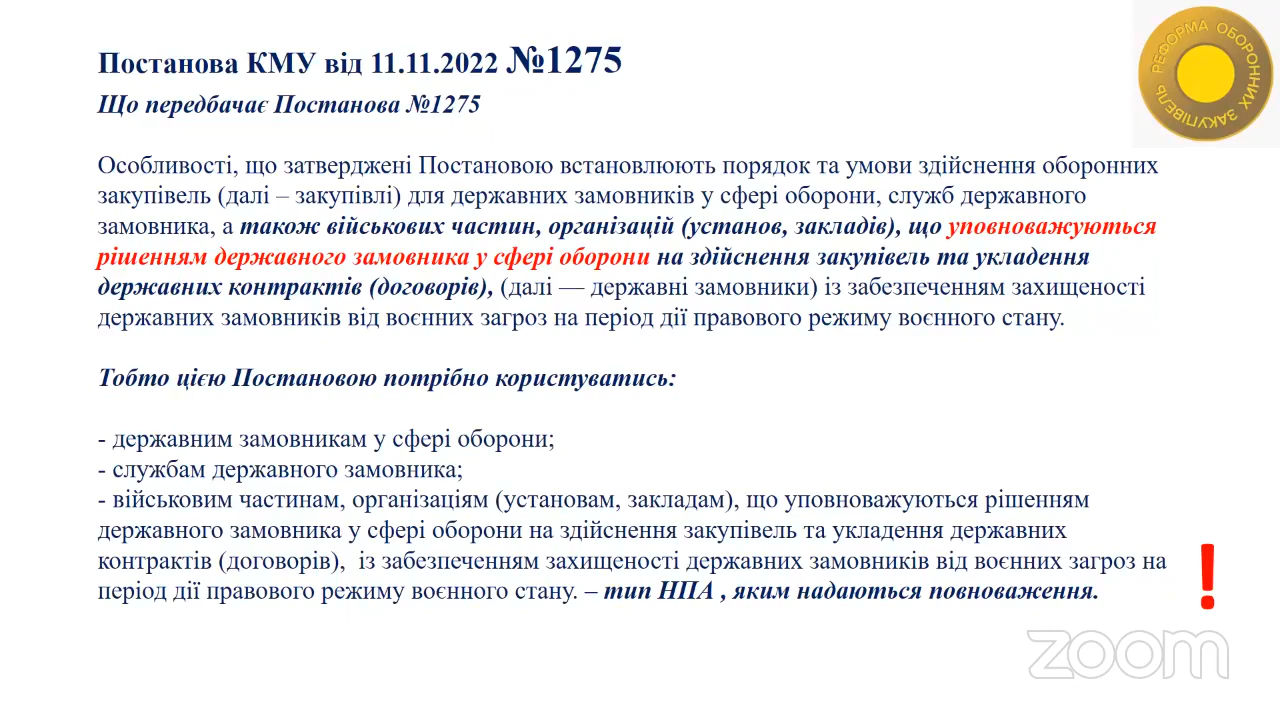 Постанова КМУ від 11.11.2022 №1275
Що передбачає Постанова №1275
РЕФОРМА ОБОРОННИХ ЗАКУПІВЕЛЬ
Особливості, що затверджені Постановою встановлюють порядок та умови здійснення оборонних
закупівель (далі – закупівлі) для державних замовників у сфері оборони, служб державного
замовника, а також військових частин, організацій (установ, закладів), що уповноважуються
рішенням державного замовника у сфері оборони на здійснення закупівель та укладення
державних контрактів (договорів), (далі — державні замовники) із забезпеченням захищеності
державних замовників від воєнних загроз на період дії правового режиму воєнного стану.
Тобто цією Постановою потрібно користуватись:
- державним замовникам у сфері оборони;
- службам державного замовника;
- військовим частинам, організаціям (установам, закладам), що уповноважуються рішенням
державного замовника у сфері оборони на здійснення закупівель та укладення державних
контрактів (договорів), із забезпеченням захищеності державних замовників від воєнних загроз на
період дії правового режиму воєнного стану. – тип НПА , яким надаються повноваження.
!
zoom